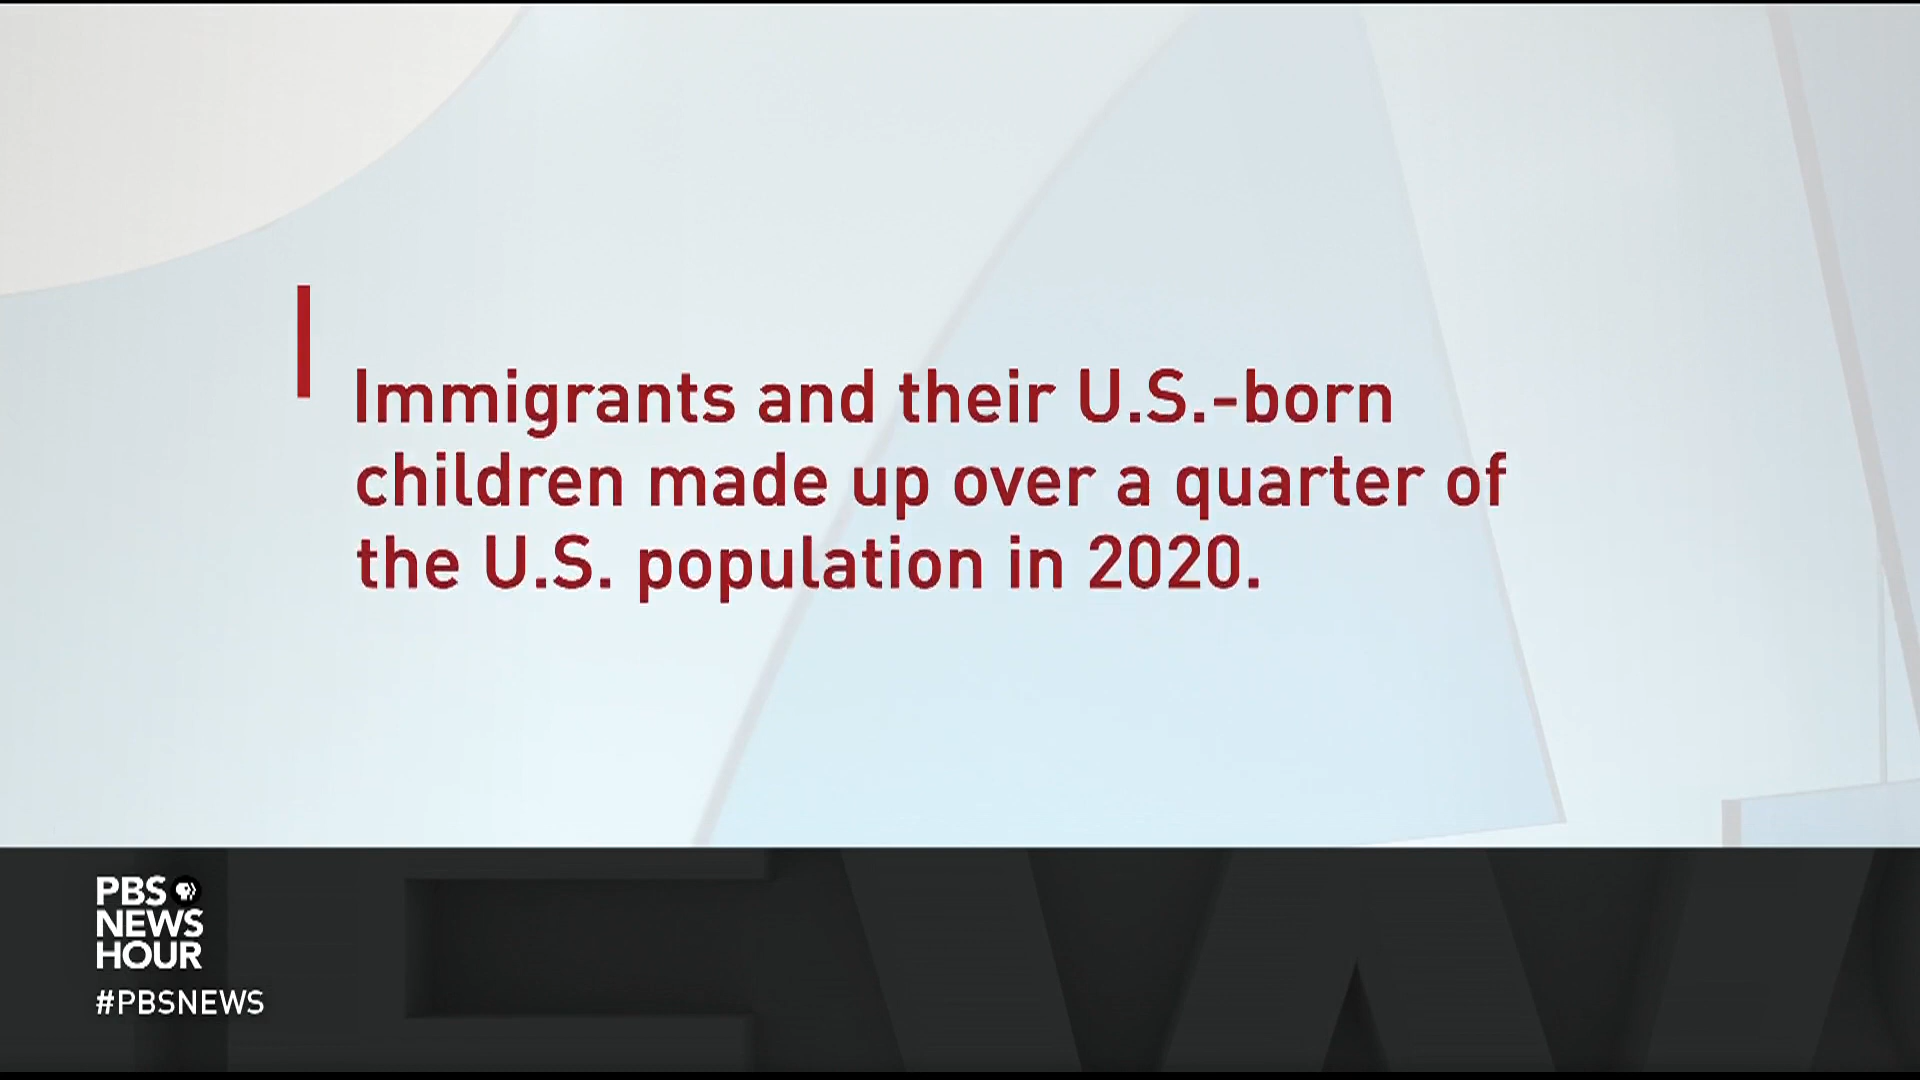 Immigrants and their U.S.-born
children made up over a quarter of
the U.S. population in 2020.
PBS
NEWS
HOUR
#PBSNEWS